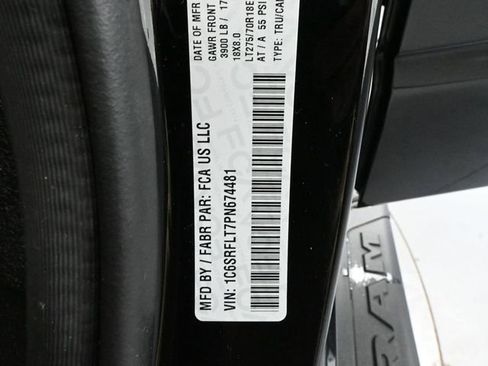 MFD BY / FABR PAR: FCA US LLC
DATE OF MFR
GAWR FRONT
3900 LB / 17
18X8.0
LT275/70R18E
AT / A 55 PSI
TYPE: TRU/CA
VIN: 1C6SRFLT7PN674481
RAM